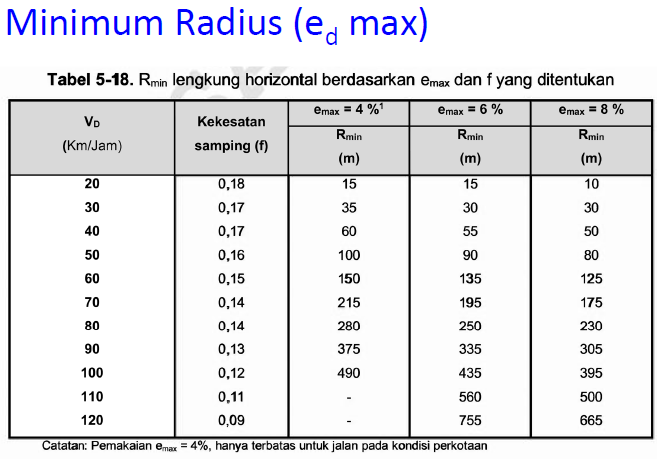 Minimum Radius (ed max)
Tabel 5-18. Rmin lengkung horizontal berdasarkan emax dan f yang ditentukan
VD (Km/Jam) Kekesatan samping (f) emax = 4 %¹ emax = 6 % emax = 8 %
Rmin (m) Rmin (m) Rmin (m)
20 0,18 15 15 10
30 0,17 35 30 30
40 0,17 60 55 50
50 0,16 100 90 80
60 0,15 150 135 125
70 0,14 215 195 175
80 0,14 280 250 230
90 0,13 375 335 305
100 0,12 490 435 395
110 0,11 - 560 500
120 0,09 - 755 665
Catatan: Pemakaian emax = 4%, hanya terbatas untuk jalan pada kondisi perkotaan